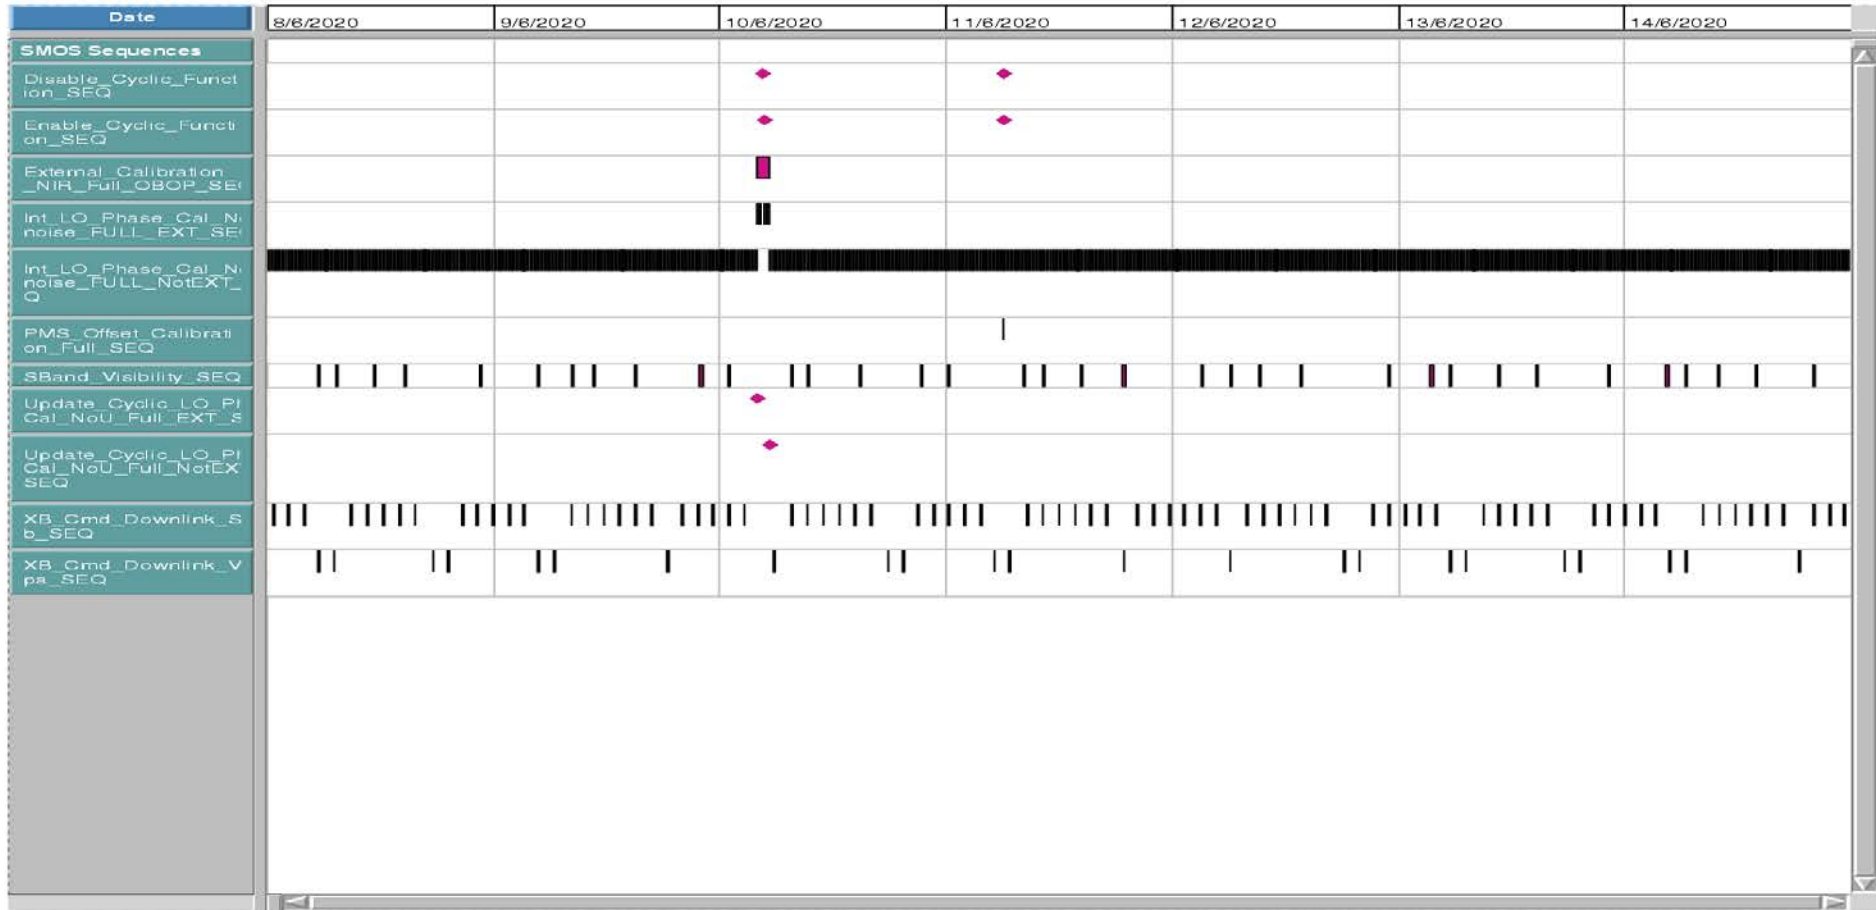 Date
8/6/2020 9/6/2020 10/6/2020 11/6/2020 12/6/2020 13/6/2020 14/6/2020
SMOS Sequences
Disable_Cyclic_Funct
ion_SEQ
Enable_Cyclic_Functi
on_SEQ
External_Calibration
_NIR_Full_OBOP_SE
Int_LO_Phase_Cal_N
noise_FULL_EXT_SE
Int_LO_Phase_Cal_N
noise_FULL_NotEXT_
Q
PMS_Offset_Calibrati
on_Full_SEQ
SBand_Visibility_SEQ
Update_Cyclic_LO_Pl
Cal_NoU_Full_EXT_S
Update_Cyclic_LO_Pl
Cal_NoU_Full_NotEX
SEQ
XB_Cmd_Downlink_S
b_SEQ
XB_Cmd_Downlink_V
pa_SEQ